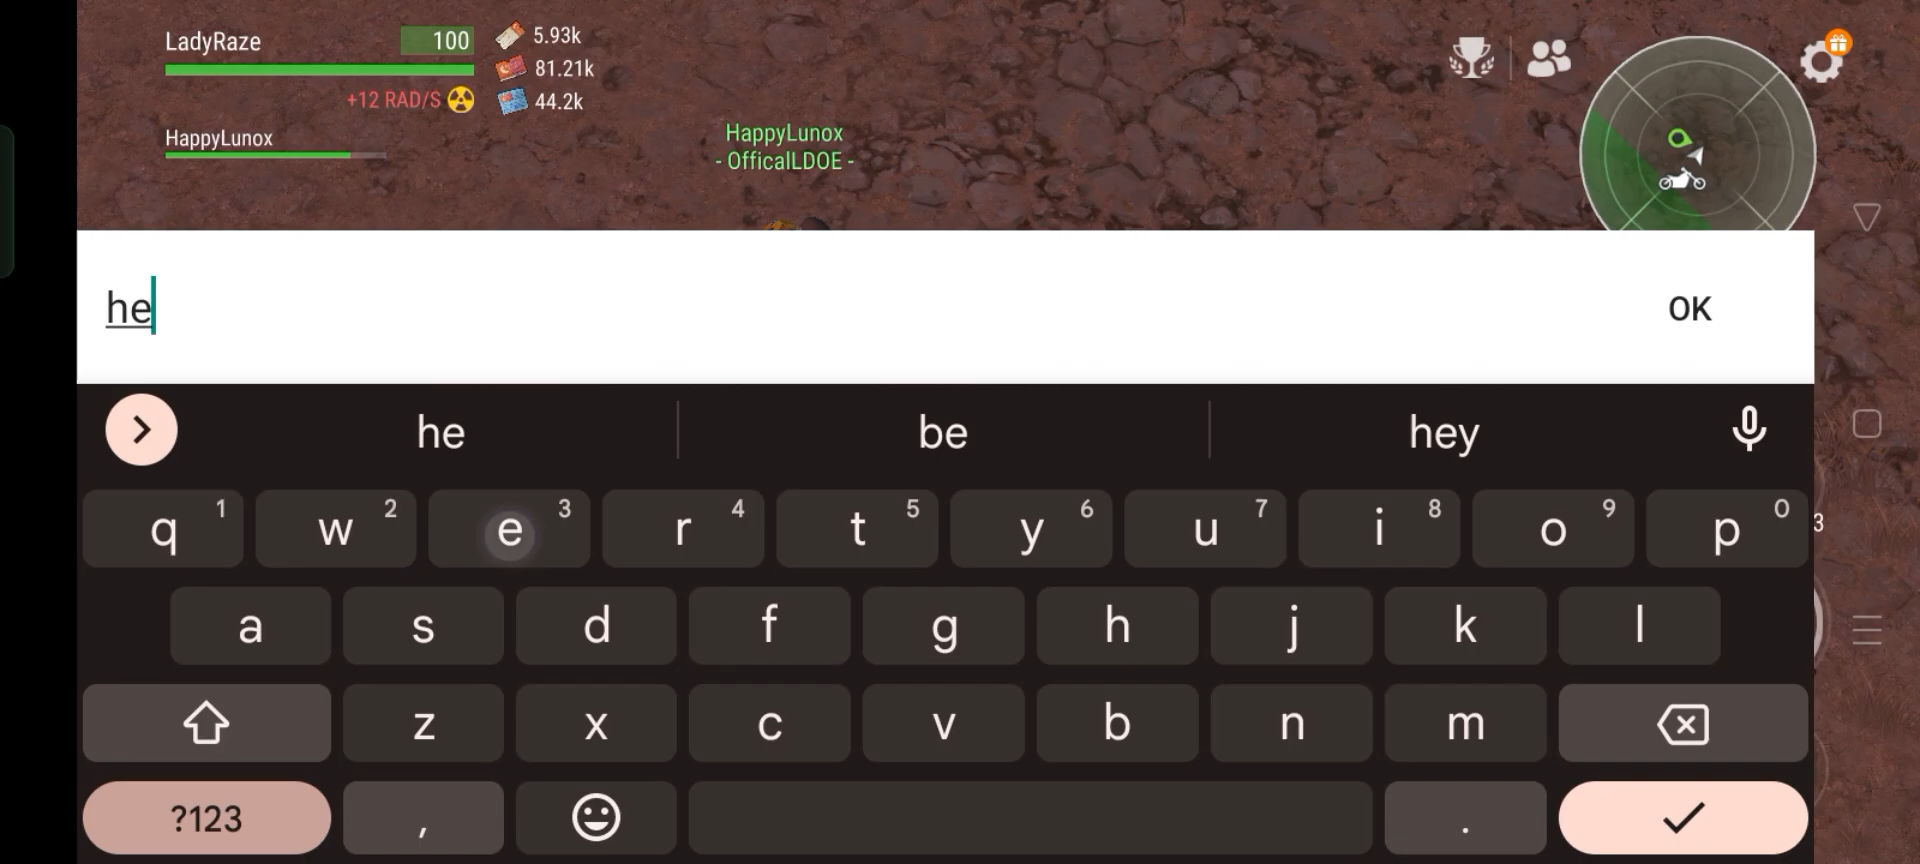 LadyRaze 100 5.93k
81.21k
+12 RAD/S 44.2k
HappyLunox
HappyLunox
- OfficalLDOE -
he OK
he be hey
q 1 w 2 e 3 r 4 t 5 y 6 u 7 i 8 o 9 p 0 3
a s d f g h j k l
z x c v b n m
?123 , .